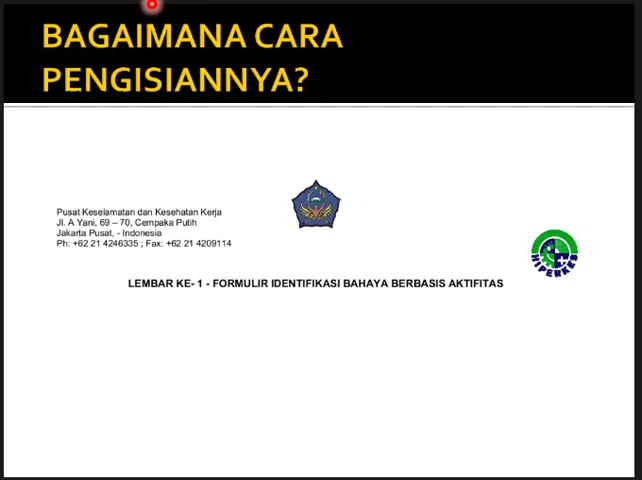 BAGAIMANA CARA
PENGISIANNYA?
Pusat Keselamatan dan Kesehatan Kerja
Jl. A Yani, 69 – 70, Cempaka Putih
Jakarta Pusat, - Indonesia
Ph: +62 21 4246335 ; Fax: +62 21 4209114
HIPERKES
LEMBAR KE- 1 - FORMULIR IDENTIFIKASI BAHAYA BERBASIS AKTIFITAS